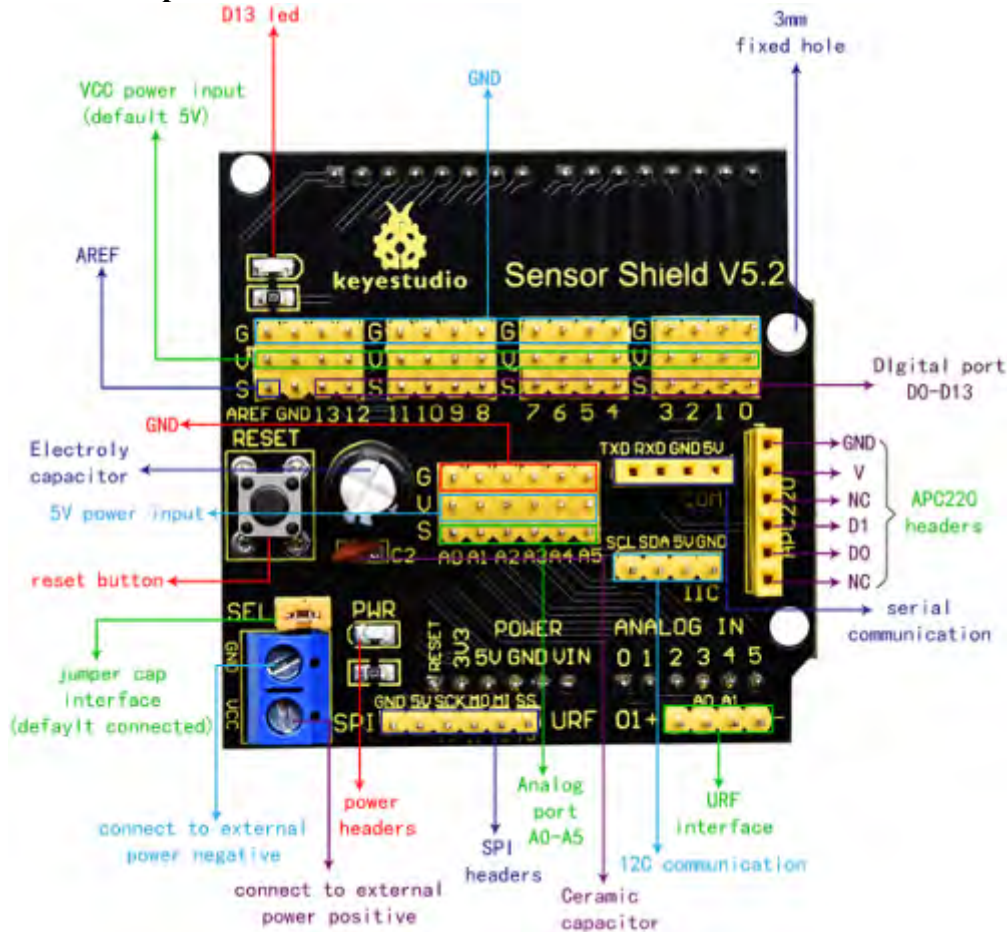 D13 led
3mm
fixed hole
VCC power input
(default 5V)
GND
AREF
keyestudio
Sensor Shield V5.2
G G G G
V V V V
S S S S
AREF GND 13 12 11 10 9 8 7 6 5 4 3 2 1 0
DIgital port
D0-D13
GND
RESET
Electroly
capacitor
5V power input
G
V
S
A0 A1 A2 A3 A4 A5
C2
TXD RXD GND 5V
COM
SCL SDA 5V GND
IIC
APC220
GND
V
NC
D1
D0
NC
APC220
headers
reset button
serial
communication
SEL
PWR
GND
VCC
jumper cap
interface
(defaylt connected)
RESET
3V3
POWER
5V GND VIN
ANALOG IN
0 1 2 3 4 5
GND 5V SCK MO MI SS
SPI
URF
01+
A0 A1
-
connect to external
power negative
power
headers
Analog
port
A0-A5
URF
interface
SPI
headers
12C communication
connect to external
power positive
Ceramic
capacitor